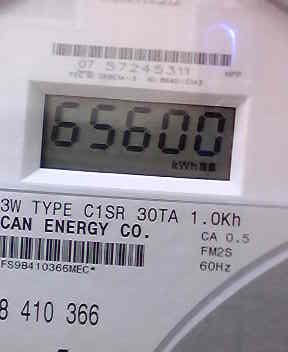 07 57245311
65600
kWh
3W TYPE C1SR 30TA 1.0Kh
CAN ENERGY CO.
CA 0.5
FM2S
60Hz
FS9B410366MEC*
8 410 366